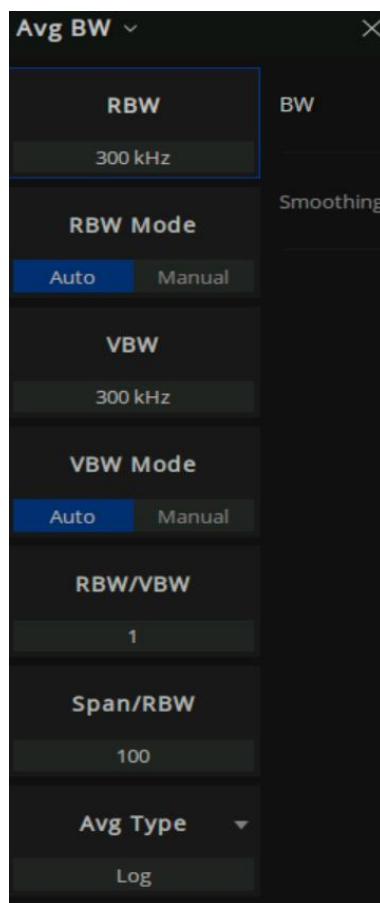 Avg BW
RBW
BW
300 kHz
RBW Mode
Smoothing
Auto Manual
VBW
300 kHz
VBW Mode
Auto Manual
RBW/VBW
1
Span/RBW
100
Avg Type
Log